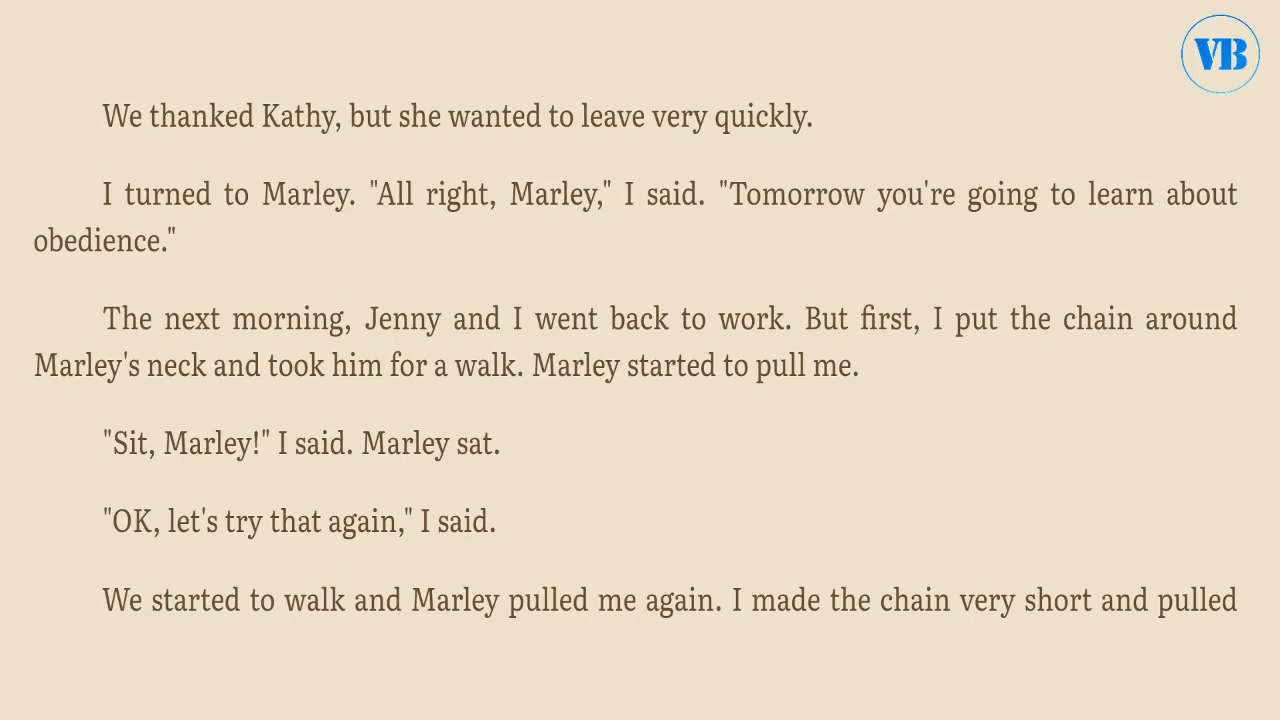 VB
We thanked Kathy, but she wanted to leave very quickly.
I turned to Marley. "All right, Marley," I said. "Tomorrow you're going to learn about
obedience."
The next morning, Jenny and I went back to work. But first, I put the chain around
Marley's neck and took him for a walk. Marley started to pull me.
"Sit, Marley!" I said. Marley sat.
"OK, let's try that again," I said.
We started to walk and Marley pulled me again. I made the chain very short and pulled